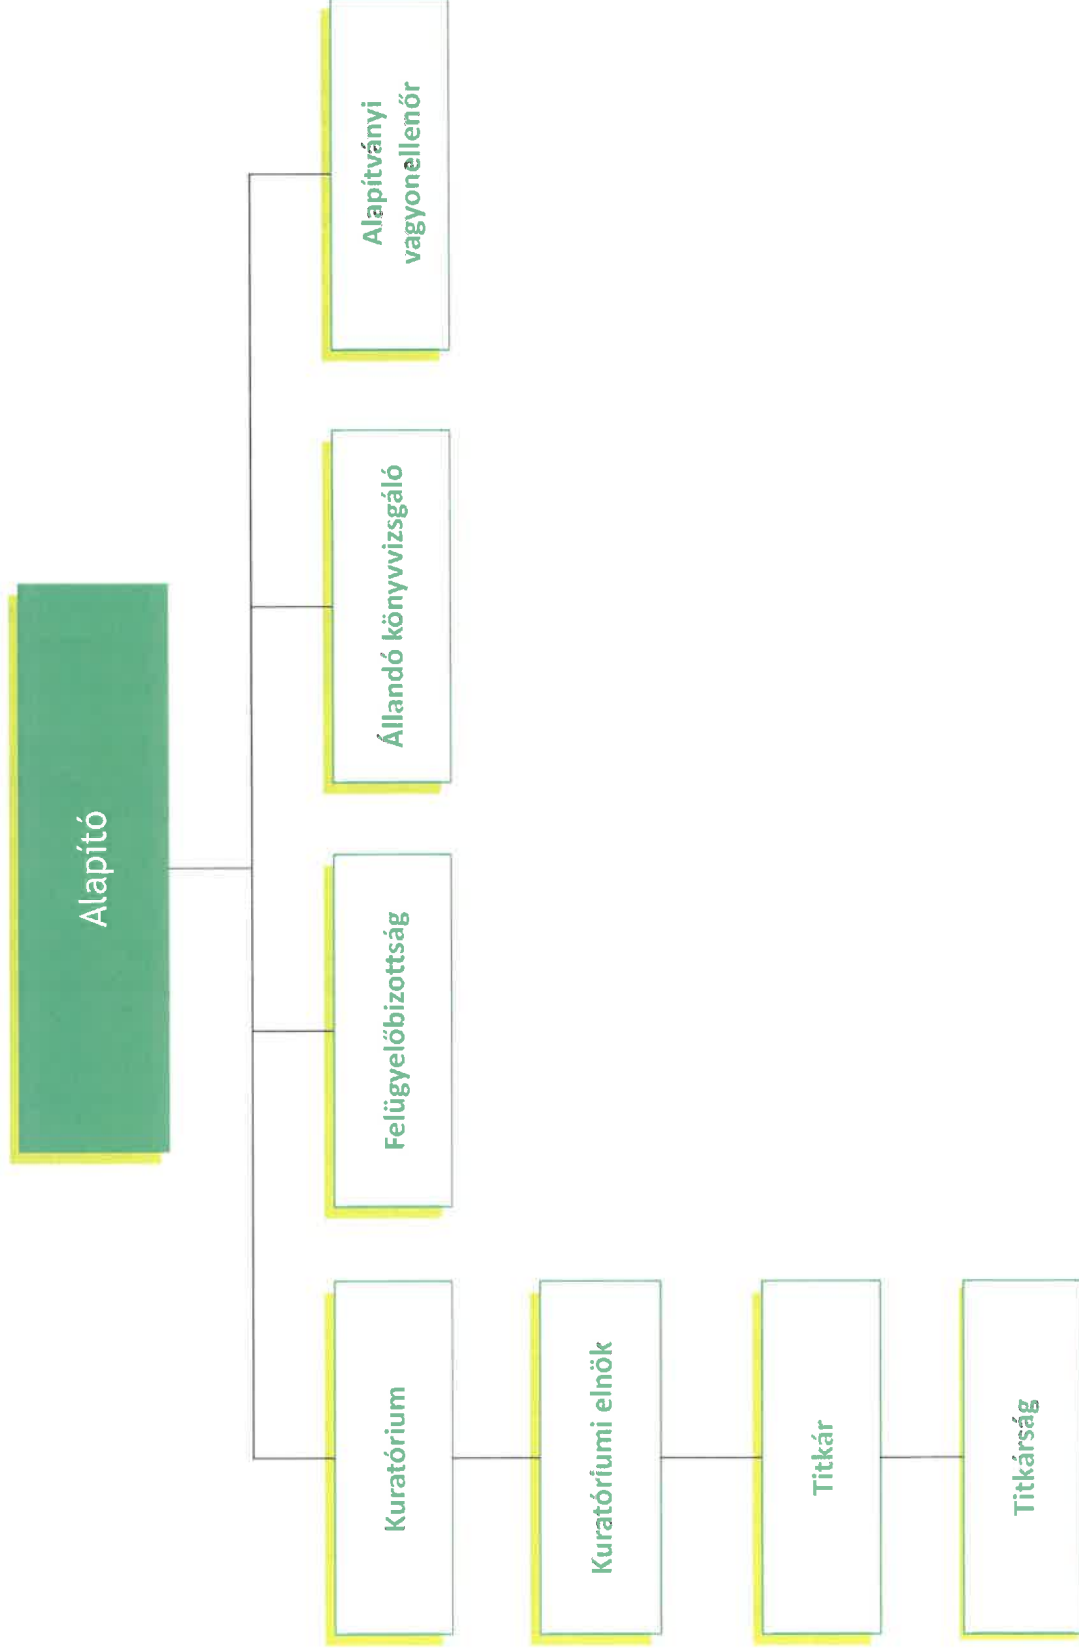 Alapító
Kuratórium
Felügyelőbizottság
Állandó könyvvizsgáló
Alapítványi
vagyonellenőr
Kuratóriumi elnök
Titkár
Titkárság